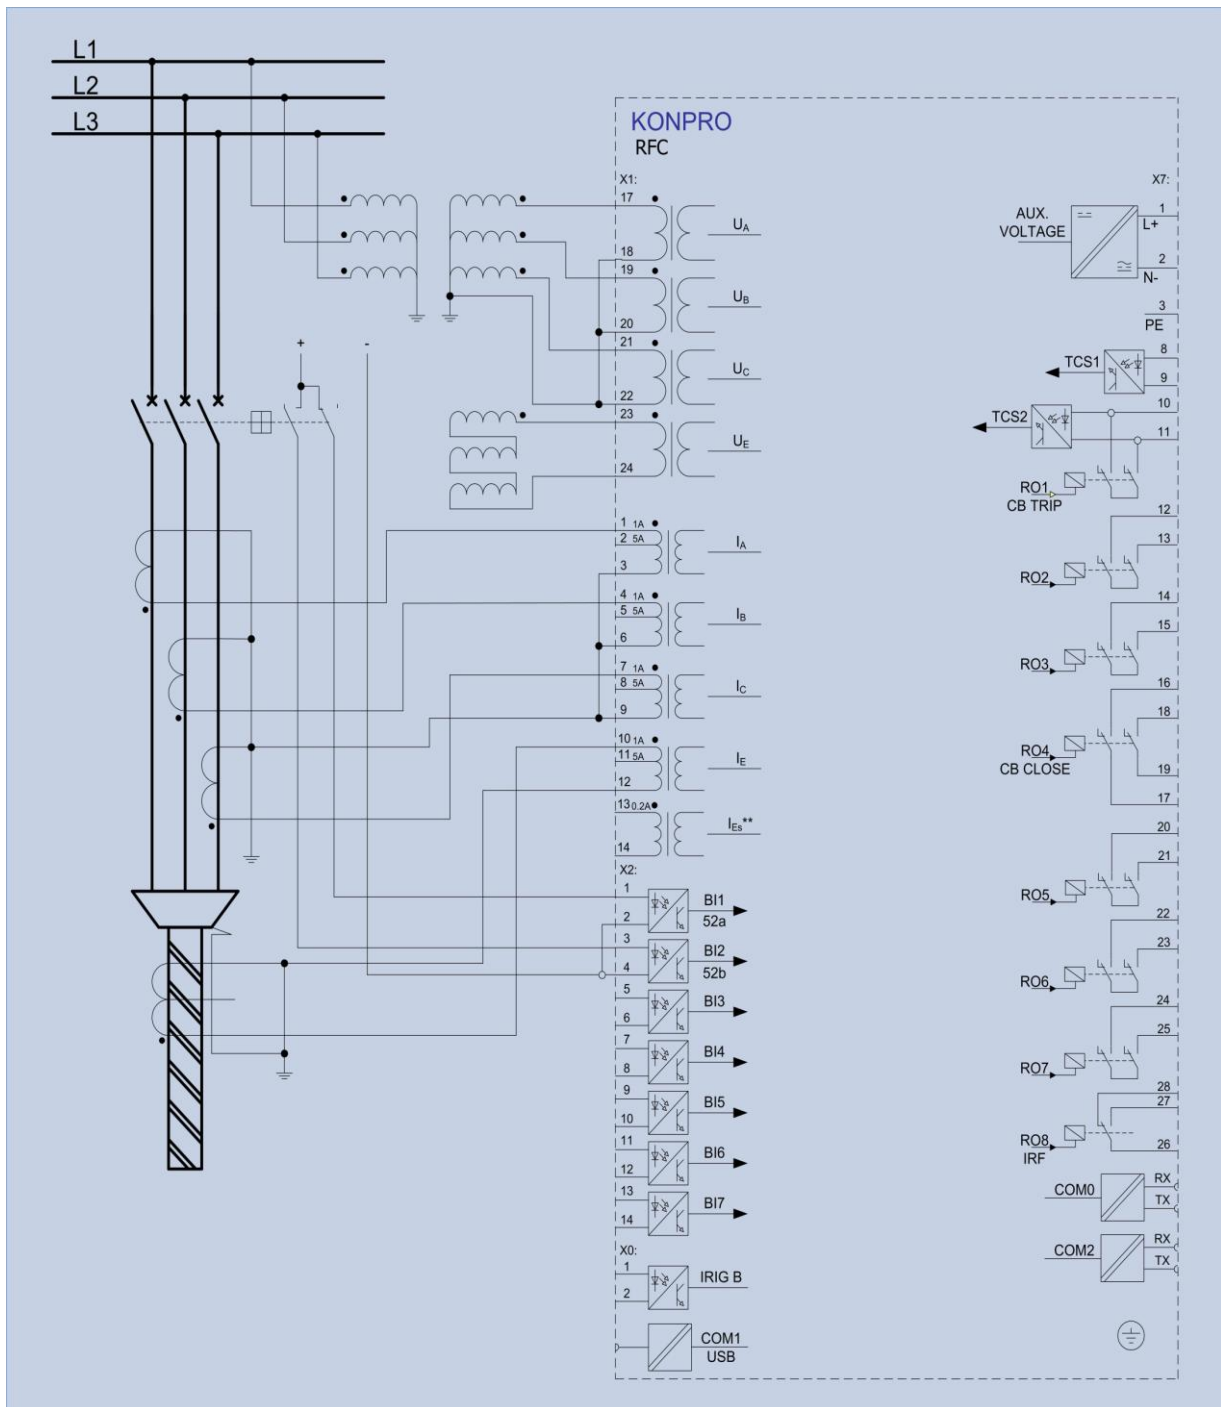 L1
L2
L3
+
-
KONPRO
RFC
X1:
17
18
U_A
19
20
U_B
21
22
U_C
23
24
U_E
1 1A
2 5A
3
I_A
4 1A
5 5A
6
I_B
7 1A
8 5A
9
I_C
10 1A
11 5A
12
I_E
13 0.2A
14
I_Es**
X2:
1
2
BI1
52a
3
4
BI2
52b
5
6
BI3
7
8
BI4
9
10
BI5
11
12
BI6
13
14
BI7
X0:
1
2
IRIG B
COM1
USB
X7:
AUX.
VOLTAGE
1
L+
2
N-
3
PE
TCS1
8
9
TCS2
10
11
RO1
CB TRIP
12
13
RO2
14
15
RO3
16
18
RO4
CB CLOSE
19
17
20
21
RO5
22
23
RO6
24
25
RO7
28
27
RO8
IRF
26
COM0
RX
TX
COM2
RX
TX